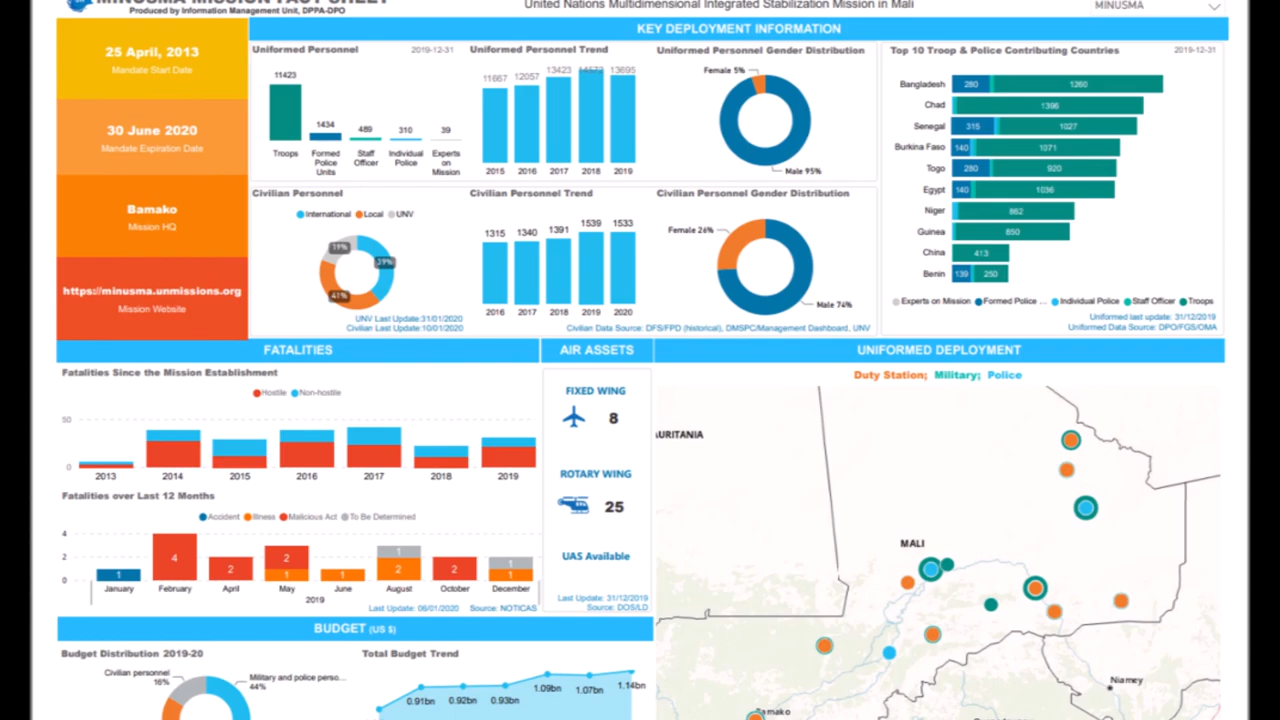 MINUSMA MISSION FACT SHEET
Produced by Information Management Unit, DPPA-DPO
United Nations Multidimensional Integrated Stabilization Mission in Mali
MINUSMA
25 April, 2013
Mandate Start Date
30 June 2020
Mandate Expiration Date
Bamako
Mission HQ
https://minusma.unmissions.org
Mission Website
KEY DEPLOYMENT INFORMATION
Uniformed Personnel
2019-12-31
11423
1434
489
310
39
Troops
Formed Police Units
Staff Officer
Individual Police
Experts on Mission
Uniformed Personnel Trend
11667 12057 13423 14572 13695
2015 2016 2017 2018 2019
Uniformed Personnel Gender Distribution
Female 5%
Male 95%
Top 10 Troop & Police Contributing Countries
2019-12-31
Bangladesh 280 1260
Chad 1396
Senegal 315 1027
Burkina Faso 140 1071
Togo 280 920
Egypt 140 1036
Niger 862
Guinea 850
China 413
Benin 139 250
Experts on Mission Formed Police ... Individual Police Staff Officer Troops
Uniformed last update: 31/12/2019
Uniformed Data Source: DPO/FGS/OMA
Civilian Personnel
International Local UNV
19%
39%
41%
UNV Last Update:31/01/2020
Civilian Last Update:10/01/2020
Civilian Personnel Trend
1315 1340 1391 1539 1533
2016 2017 2018 2019 2020
Civilian Personnel Gender Distribution
Female 26%
Male 74%
Civilian Data Source: DFS/FPD (historical), DMSPC/Management Dashboard, UNV
FATALITIES
Fatalities Since the Mission Establishment
Hostile Non-hostile
50
0
2013 2014 2015 2016 2017 2018 2019
Fatalities over Last 12 Months
Accident Illness Malicious Act To Be Determined
4
2
0
1 4 2 2 1 1 1 2 2 1 1
January February April May June August October December
2019
Last Update: 06/01/2020 Source: NOTICAS
AIR ASSETS
FIXED WING
8
ROTARY WING
25
UAS Available
Last Update: 31/12/2019
Source: DOS/LD
UNIFORMED DEPLOYMENT
Duty Station; Military; Police
URITANIA
MALI
Niamey
amako
BUDGET (US $)
Budget Distribution 2019-20
Civilian personnel
16%
Military and police perso...
44%
Total Budget Trend
0.91bn 0.92bn 0.93bn 1.09bn 1.07bn 1.14bn